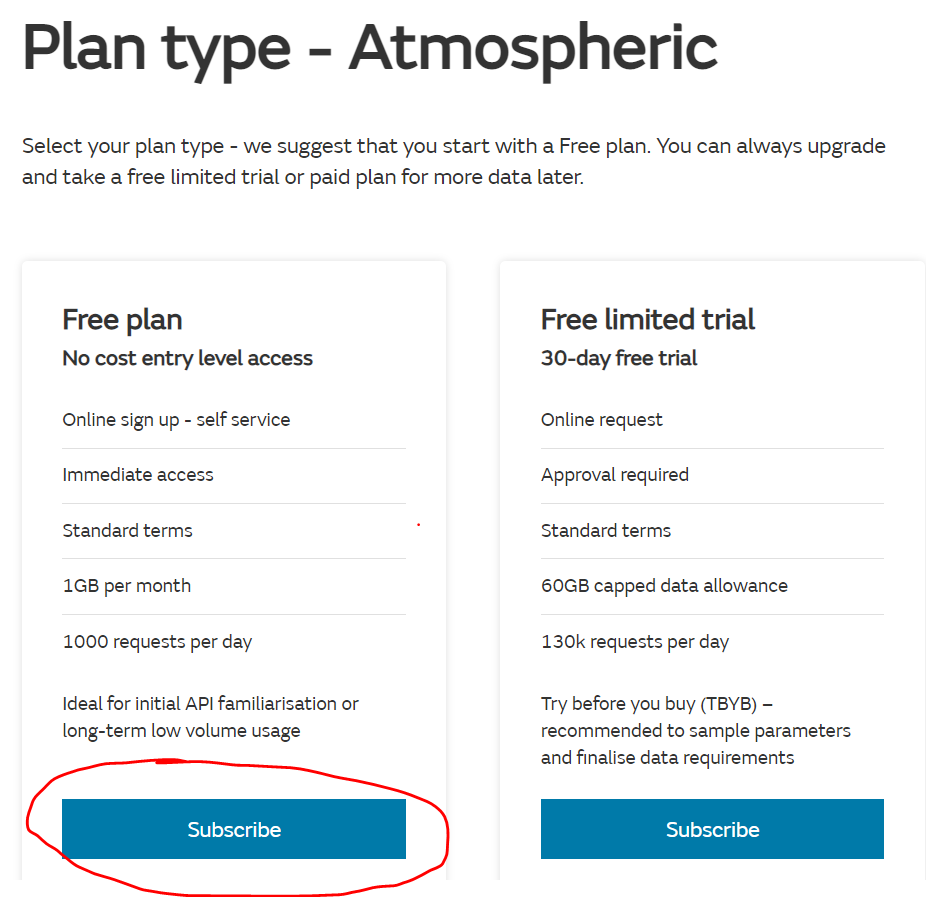 Plan type - Atmospheric
Select your plan type - we suggest that you start with a Free plan. You can always upgrade
and take a free limited trial or paid plan for more data later.
Free plan
No cost entry level access
Online sign up - self service
Immediate access
Standard terms
1GB per month
1000 requests per day
Ideal for initial API familiarisation or
long-term low volume usage
Subscribe
Free limited trial
30-day free trial
Online request
Approval required
Standard terms
60GB capped data allowance
130k requests per day
Try before you buy (TBYB) –
recommended to sample parameters
and finalise data requirements
Subscribe